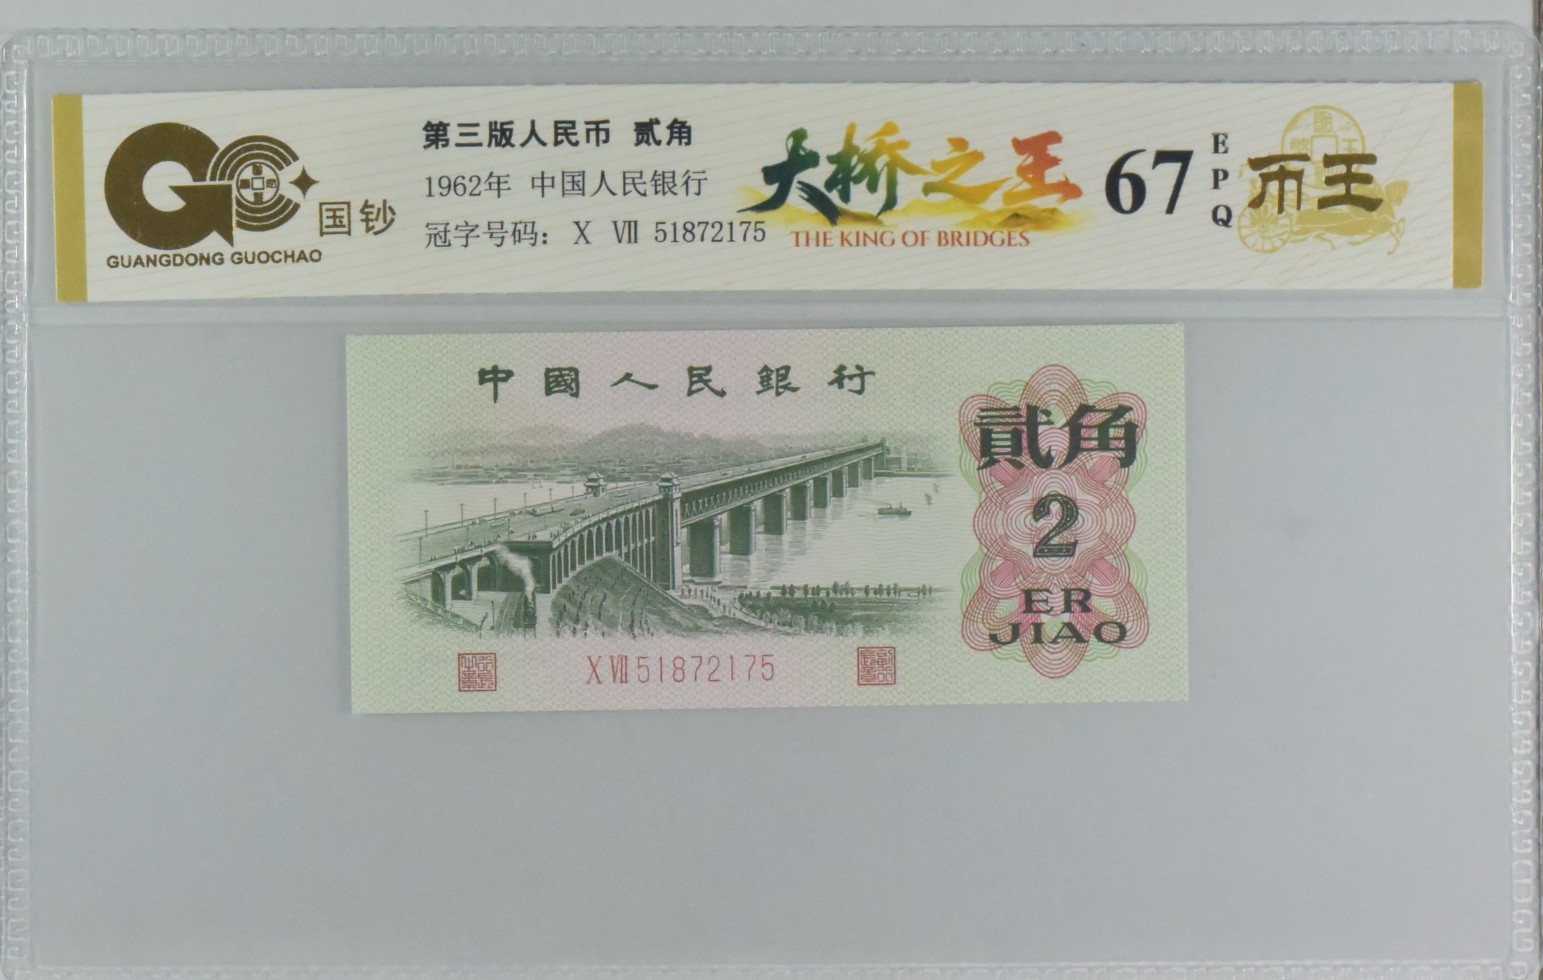 GC
国钞
GUANGDONG GUOCHAO
第三版人民币 贰角
1962年 中国人民银行
冠字号码: X Ⅶ 51872175
大桥之王
THE KING OF BRIDGES
67
EPQ
币王
中國人民銀行
貳角
2
ER
JIAO
X Ⅶ 51872175